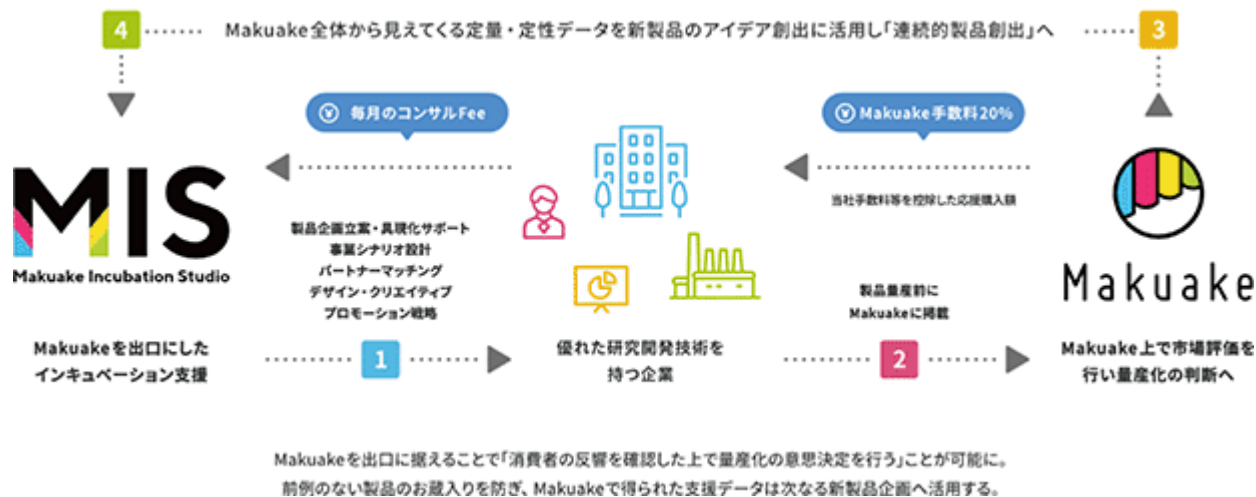 4
Makuake全体から見えてくる定量・定性データを新製品のアイデア創出に活用し「連続的製品創出」へ
3
毎月のコンサルFee
Makuake手数料20%
当社手数料等を控除した応援購入額
MIS
Makuake Incubation Studio
製品企画立案・具現化サポート
事業シナリオ設計
パートナーマッチング
デザイン・クリエイティブ
プロモーション戦略
製品量産前に
Makuakeに掲載
Makuake
Makuakeを出口にした
インキュベーション支援
1
優れた研究開発技術を
持つ企業
2
Makuake上で市場評価を
行い量産化の判断へ
Makuakeを出口に据えることで「消費者の反響を確認した上で量産化の意思決定を行う」ことが可能に。
前例のない製品のお蔵入りを防ぎ、Makuakeで得られた支援データは次なる新製品企画へ活用する。